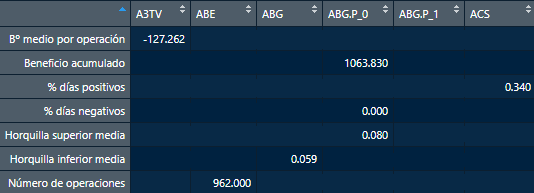 A3TV ABE ABG ABG.P_0 ABG.P_1 ACS
Bº medio por operación -127.262
Beneficio acumulado 1063.830
% días positivos 0.340
% días negativos 0.000
Horquilla superior media 0.080
Horquilla inferior media 0.059
Número de operaciones 962.000